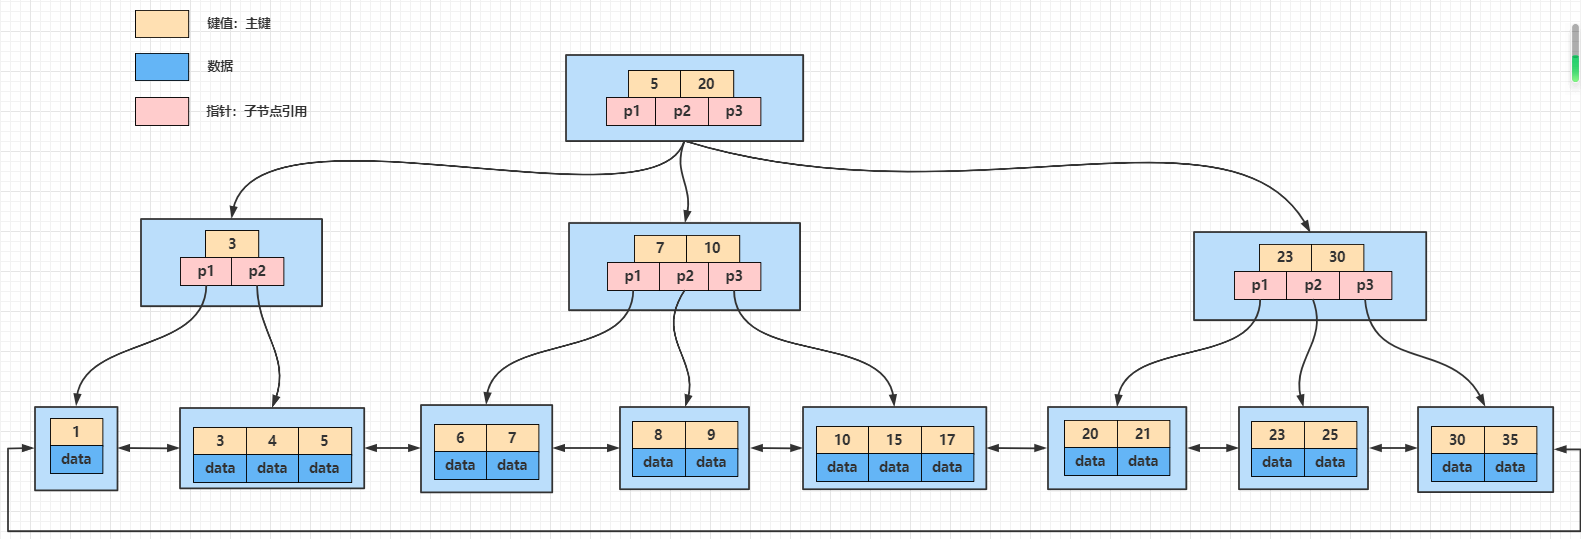 键值：主键
数据
指针：子节点引用
5 20
p1 p2 p3
3
p1 p2
7 10
p1 p2 p3
23 30
p1 p2 p3
1
data
3 4 5
data data data
6 7
data data
8 9
data data
10 15 17
data data data
20 21
data data
23 25
data data
30 35
data data